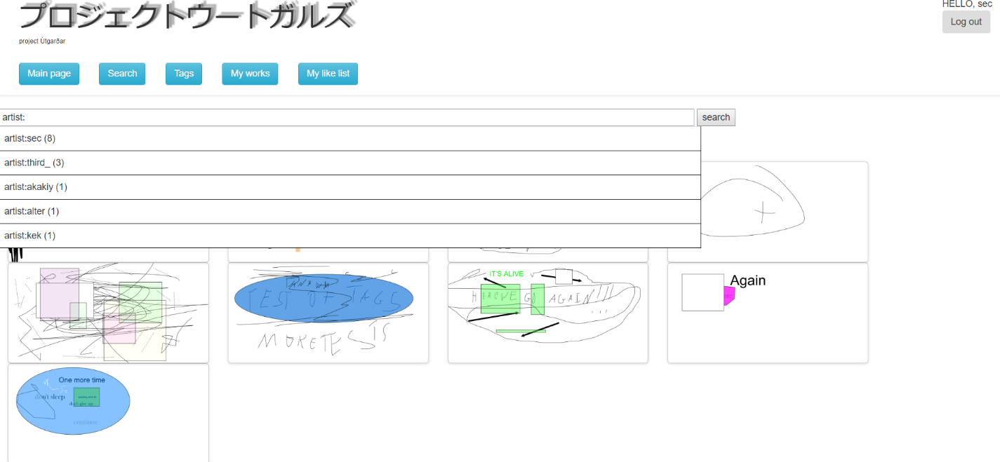 プロジェクトウートガルズ
HELLO, sec
Log out
project Útgarðar
Main page
Search
Tags
My works
My like list
artist:
search
artist:sec (8)
artist:third_ (3)
artist:akakiy (1)
artist:alter (1)
artist:kek (1)
TEST OF TAGS
MORE TESTS
IT'S ALIVE
GO AGAIN!!!
...
Again
One more time
don't sleep
don't give up
continue